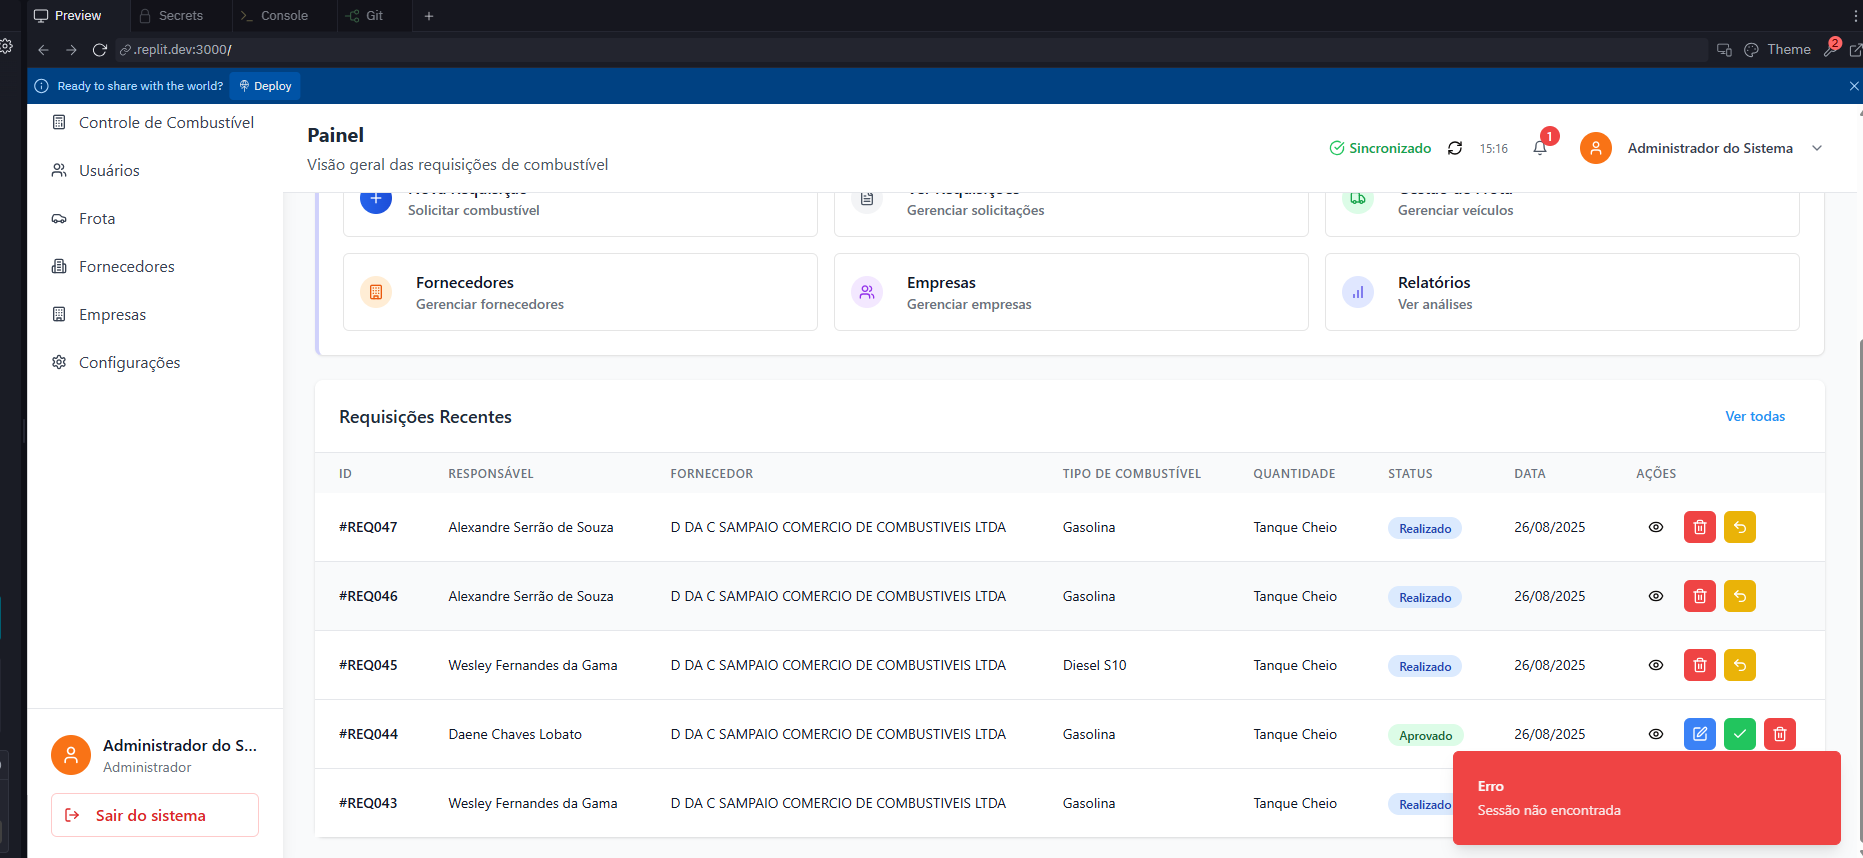 Preview
Secrets
Console
Git
.replit.dev:3000/
Theme
2
Ready to share with the world?
Deploy
Controle de Combustível
Usuários
Frota
Fornecedores
Empresas
Configurações
Administrador do S...
Administrador
Sair do sistema
Painel
Visão geral das requisições de combustível
Sincronizado
15:16
1
Administrador do Sistema
Nova Requisição
Solicitar combustível
Ver Requisições
Gerenciar solicitações
Gestão de Frota
Gerenciar veículos
Fornecedores
Gerenciar fornecedores
Empresas
Gerenciar empresas
Relatórios
Ver análises
Requisições Recentes
Ver todas
ID RESPONSÁVEL FORNECEDOR TIPO DE COMBUSTÍVEL QUANTIDADE STATUS DATA AÇÕES
#REQ047 Alexandre Serrão de Souza D DA C SAMPAIO COMERCIO DE COMBUSTIVEIS LTDA Gasolina Tanque Cheio Realizado 26/08/2025
#REQ046 Alexandre Serrão de Souza D DA C SAMPAIO COMERCIO DE COMBUSTIVEIS LTDA Gasolina Tanque Cheio Realizado 26/08/2025
#REQ045 Wesley Fernandes da Gama D DA C SAMPAIO COMERCIO DE COMBUSTIVEIS LTDA Diesel S10 Tanque Cheio Realizado 26/08/2025
#REQ044 Daene Chaves Lobato D DA C SAMPAIO COMERCIO DE COMBUSTIVEIS LTDA Gasolina Tanque Cheio Aprovado 26/08/2025
#REQ043 Wesley Fernandes da Gama D DA C SAMPAIO COMERCIO DE COMBUSTIVEIS LTDA Gasolina Tanque Cheio Realizado
Erro
Sessão não encontrada